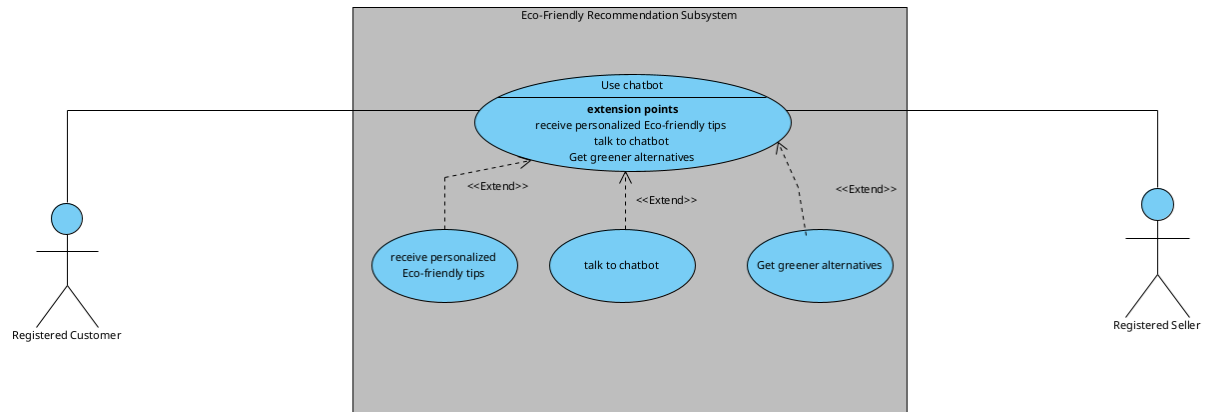 Eco-Friendly Recommendation Subsystem
Use chatbot
extension points
receive personalized Eco-friendly tips
talk to chatbot
Get greener alternatives
<<Extend>>
<<Extend>>
<<Extend>>
receive personalized
Eco-friendly tips
talk to chatbot
Get greener alternatives
Registered Customer
Registered Seller